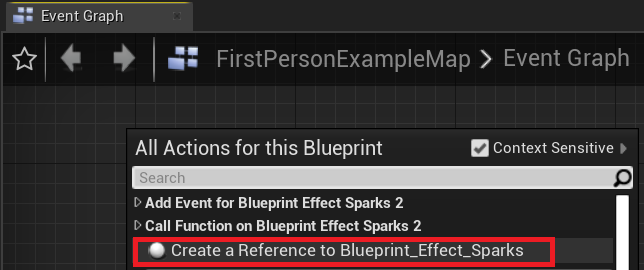 Event Graph
FirstPersonExampleMap > Event Graph
All Actions for this Blueprint
Context Sensitive
Search
Add Event for Blueprint Effect Sparks 2
Call Function on Blueprint Effect Sparks 2
Create a Reference to Blueprint_Effect_Sparks